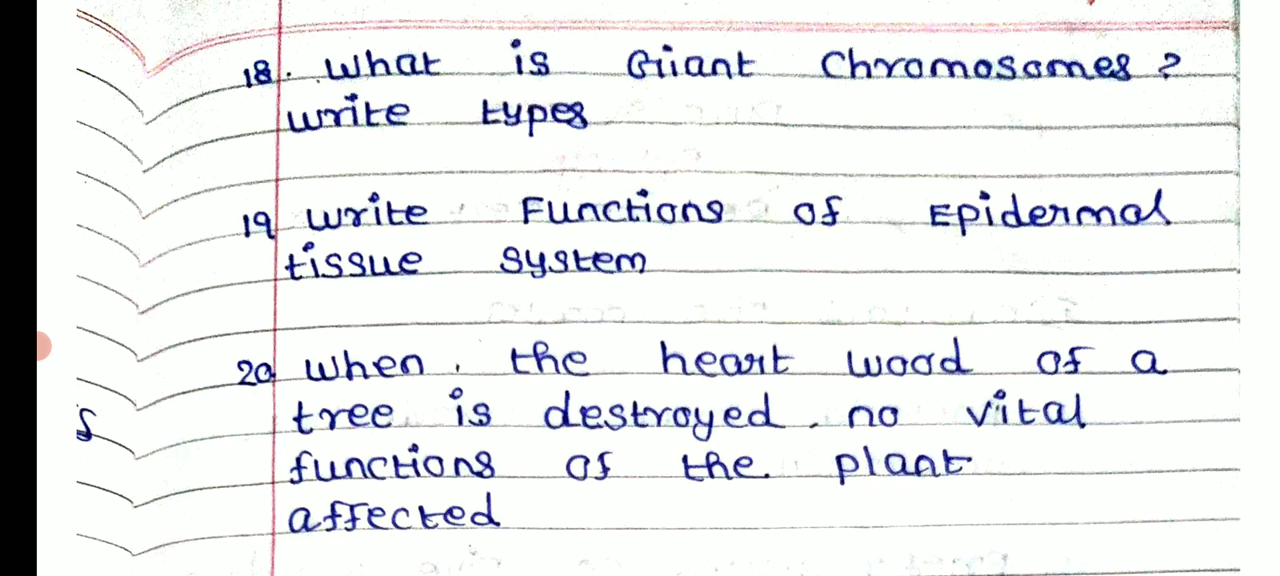 18. What is Giant Chromosomes ?
write types
19 write Functions of Epidermal
tissue system
20 when the heart wood of a
tree is destroyed. no vital
functions of the plant
affected